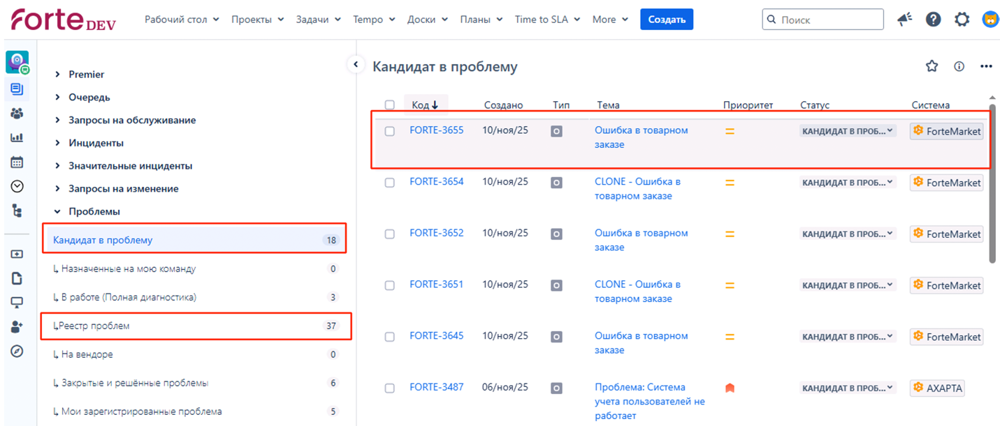 forte DEV
Рабочий стол Проекты Задачи Tempo Доски Планы Time to SLA More Создать Поиск
Premier
Очередь
Запросы на обслуживание
Инциденты
Значительные инциденты
Запросы на изменение
Проблемы
Кандидат в проблему 18
Назначенные на мою команду 0
В работе (Полная диагностика) 3
Реестр проблем 37
На вендоре 0
Закрытые и решённые проблемы 6
Мои зарегистрированные проблема 5
Кандидат в проблему
Код Создано Тип Тема Приоритет Статус Система
FORTE-3655 10/ноя/25 Ошибка в товарном КАНДИДАТ В ПРОБ... ForteMarket
заказе
FORTE-3654 10/ноя/25 CLONE - Ошибка в КАНДИДАТ В ПРОБ... ForteMarket
товарном заказе
FORTE-3652 10/ноя/25 Ошибка в товарном КАНДИДАТ В ПРОБ... ForteMarket
заказе
FORTE-3651 10/ноя/25 CLONE - Ошибка в КАНДИДАТ В ПРОБ... ForteMarket
товарном заказе
FORTE-3645 10/ноя/25 Ошибка в товарном КАНДИДАТ В ПРОБ... ForteMarket
заказе
FORTE-3487 06/ноя/25 Проблема: Система КАНДИДАТ В ПРОБ... AXAPTA
учета пользователей не
работает